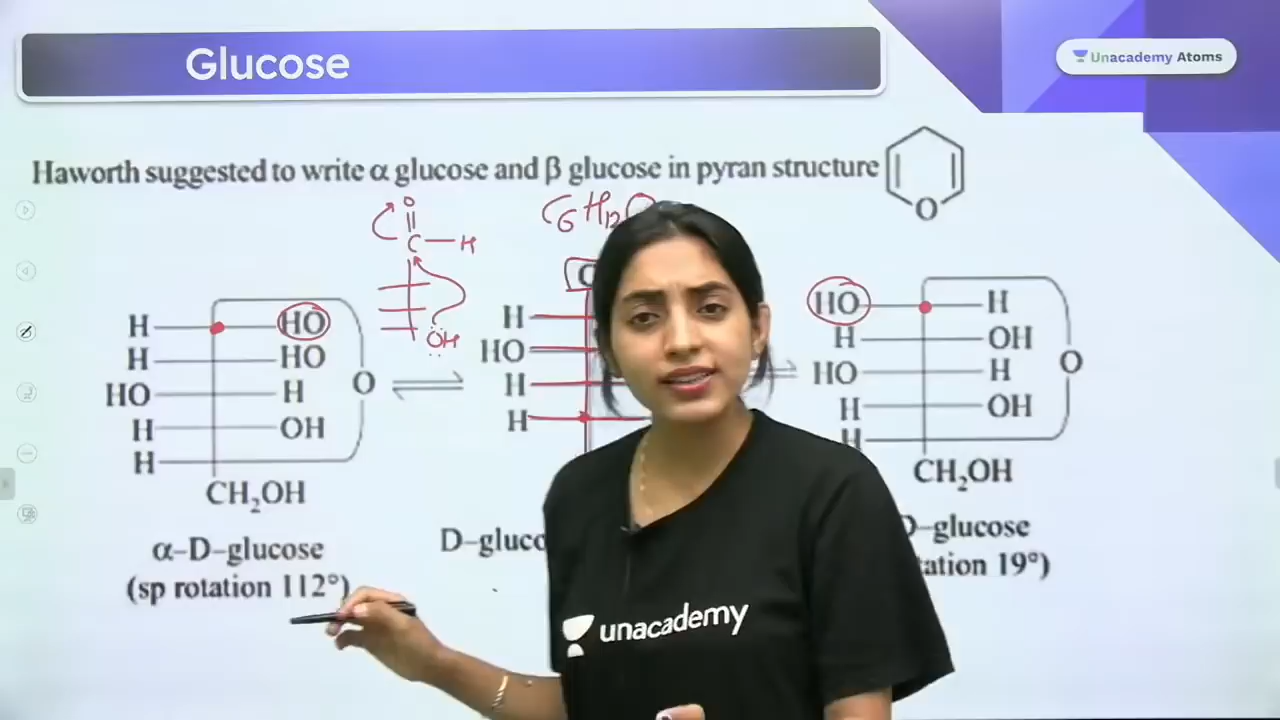 Glucose
Unacademy Atoms
Haworth suggested to write α glucose and β glucose in pyran structure
O
O
C—H
OH
C6H12O
H HO
H HO
HO H
H OH
H
O
CH₂OH
α–D–glucose
(sp rotation 112°)
C
H
HO
H
H
D–gluco
HO H
H OH
HO H
H OH
H
O
CH₂OH
D–glucose
tation 19°)
unacademy